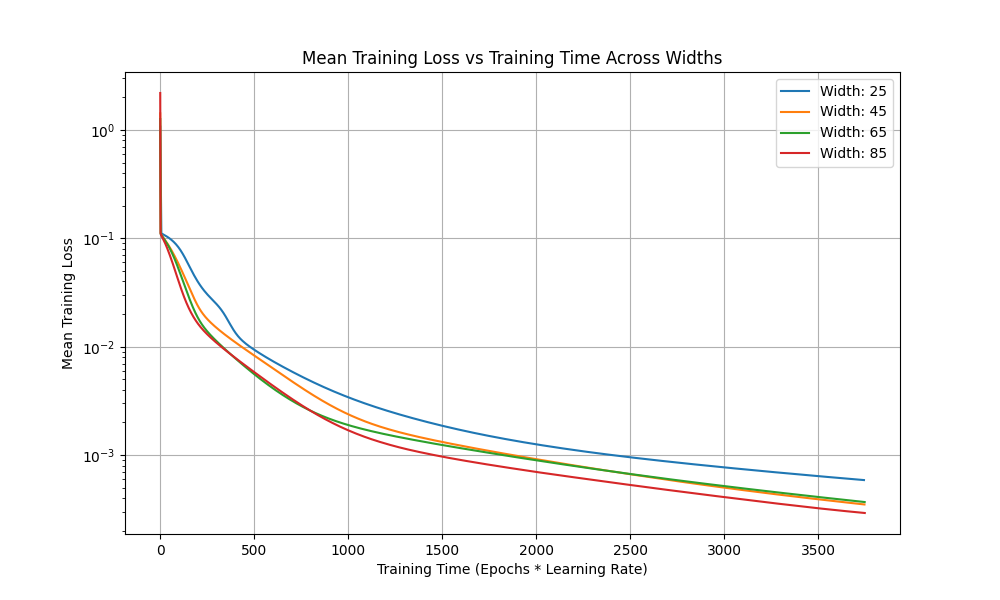 Mean Training Loss vs Training Time Across Widths
Width: 25
Width: 45
Width: 65
Width: 85
Mean Training Loss
10⁰
10⁻¹
10⁻²
10⁻³
0 500 1000 1500 2000 2500 3000 3500
Training Time (Epochs * Learning Rate)